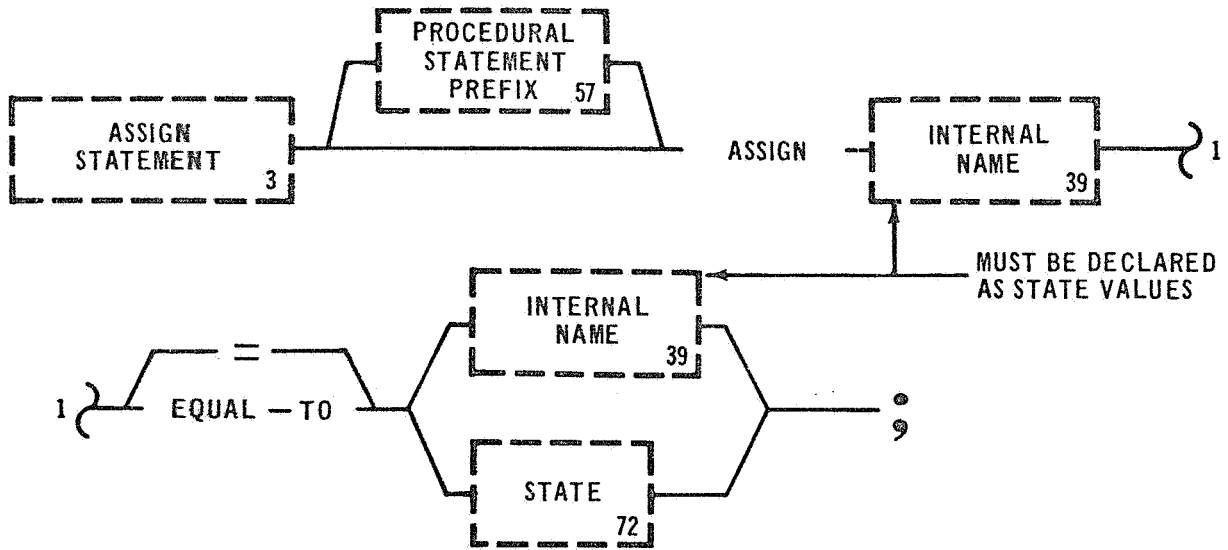 PROCEDURAL
STATEMENT
PREFIX 57
ASSIGN
STATEMENT
3
ASSIGN
INTERNAL
NAME
39
1
MUST BE DECLARED
AS STATE VALUES
INTERNAL
NAME
39
=
1
EQUAL - TO
;
STATE
72